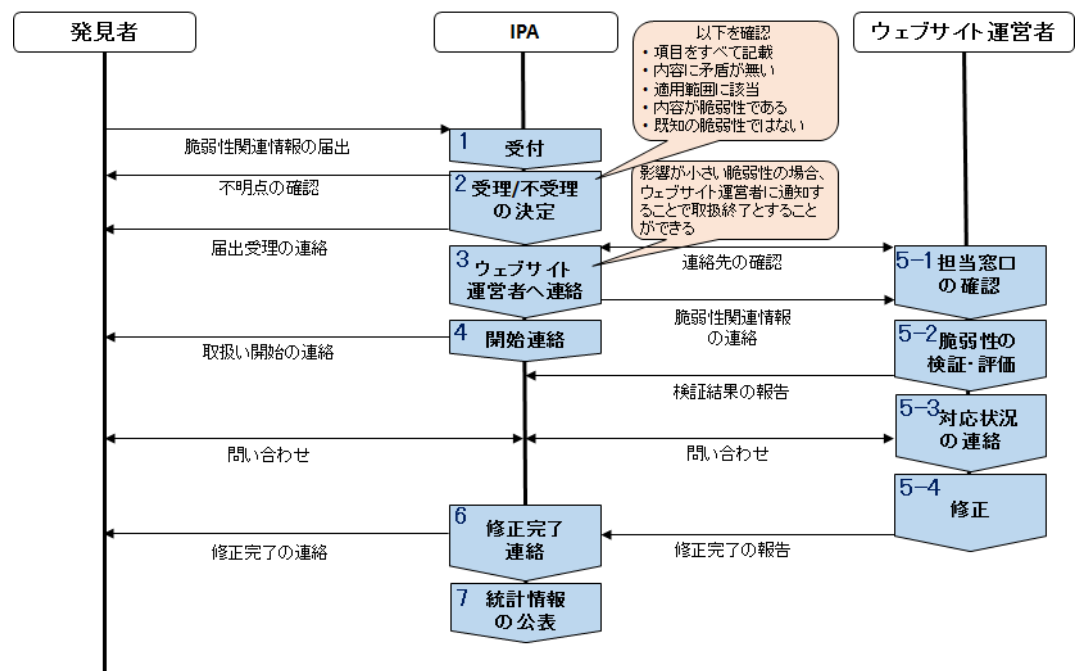 発見者
IPA
ウェブサイト運営者
以下を確認
・項目をすべて記載
・内容に矛盾が無い
・適用範囲に該当
・内容が脆弱性である
・既知の脆弱性ではない
脆弱性関連情報の届出
1 受付
不明点の確認
2 受理/不受理
の決定
影響が小さい脆弱性の場合、
ウェブサイト運営者に通知す
ることで取扱終了とすること
ができる
届出受理の連絡
3 ウェブサイト
運営者へ連絡
連絡先の確認
5-1 担当窓口
の確認
脆弱性関連情報
の連絡
4 開始連絡
取扱い開始の連絡
5-2 脆弱性の
検証・評価
検証結果の報告
5-3 対応状況
の連絡
問い合わせ
問い合わせ
5-4
修正
6
修正完了
連絡
修正完了の連絡
修正完了の報告
7 統計情報
の公表